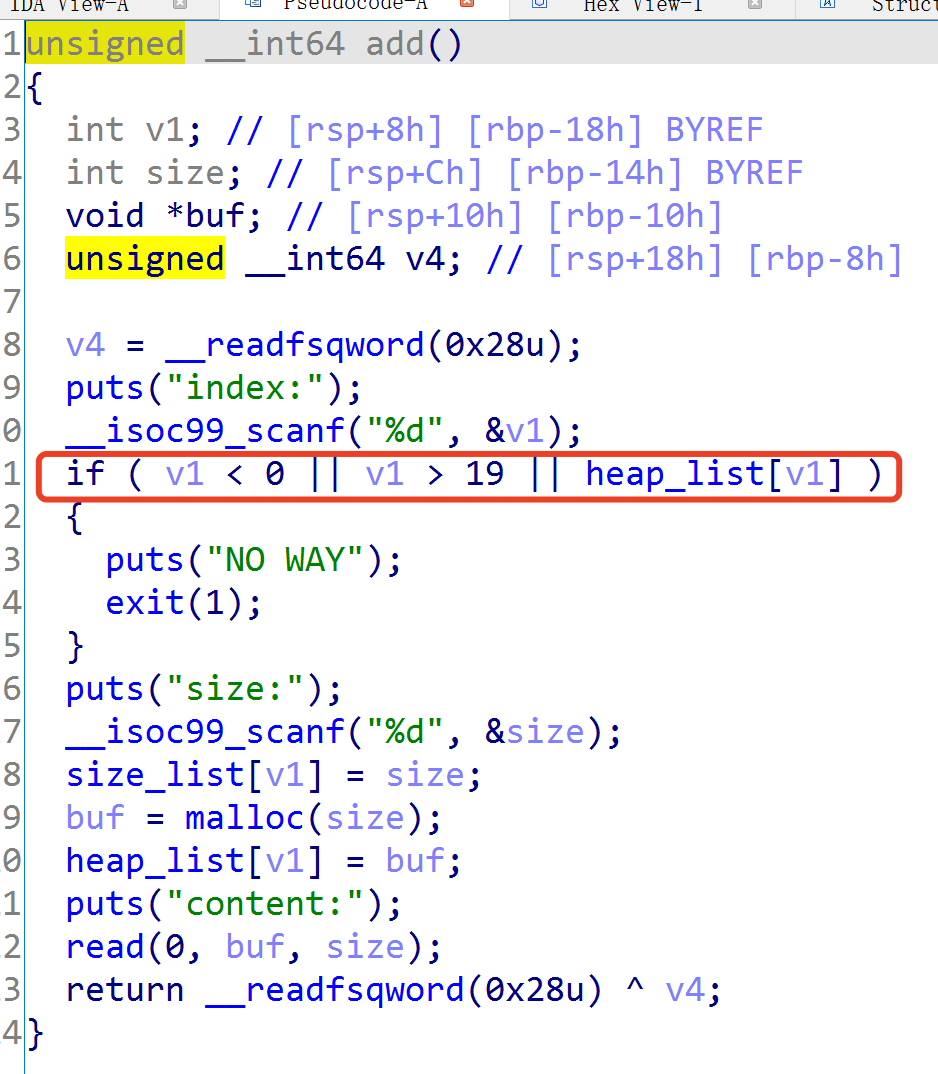 IDA View-A Pseudocode-A Hex View-1 Struct
1 unsigned __int64 add()
2 {
3 int v1; // [rsp+8h] [rbp-18h] BYREF
4 int size; // [rsp+Ch] [rbp-14h] BYREF
5 void *buf; // [rsp+10h] [rbp-10h]
6 unsigned __int64 v4; // [rsp+18h] [rbp-8h]
7
8 v4 = __readfsqword(0x28u);
9 puts("index:");
0 __isoc99_scanf("%d", &v1);
1 if ( v1 < 0 || v1 > 19 || heap_list[v1] )
2 {
3 puts("NO WAY");
4 exit(1);
5 }
6 puts("size:");
7 __isoc99_scanf("%d", &size);
8 size_list[v1] = size;
9 buf = malloc(size);
0 heap_list[v1] = buf;
1 puts("content:");
2 read(0, buf, size);
3 return __readfsqword(0x28u) ^ v4;
4 }